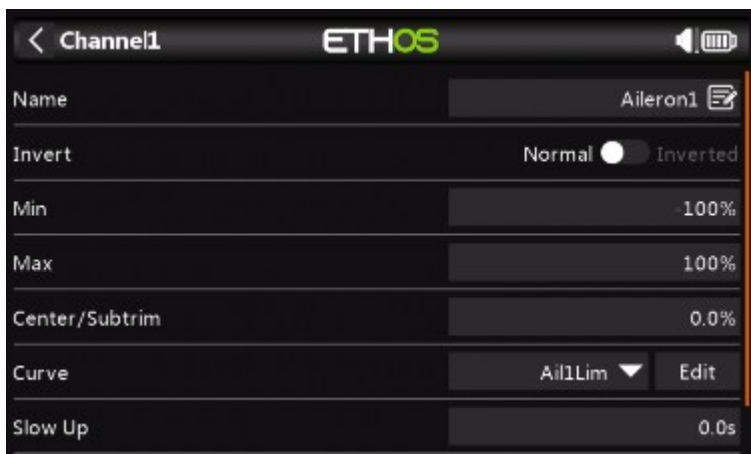 < Channel1 ETHOS
Name Aileron1
Invert Normal Inverted
Min -100%
Max 100%
Center/Subtrim 0.0%
Curve Ail1Lim Edit
Slow Up 0.0s